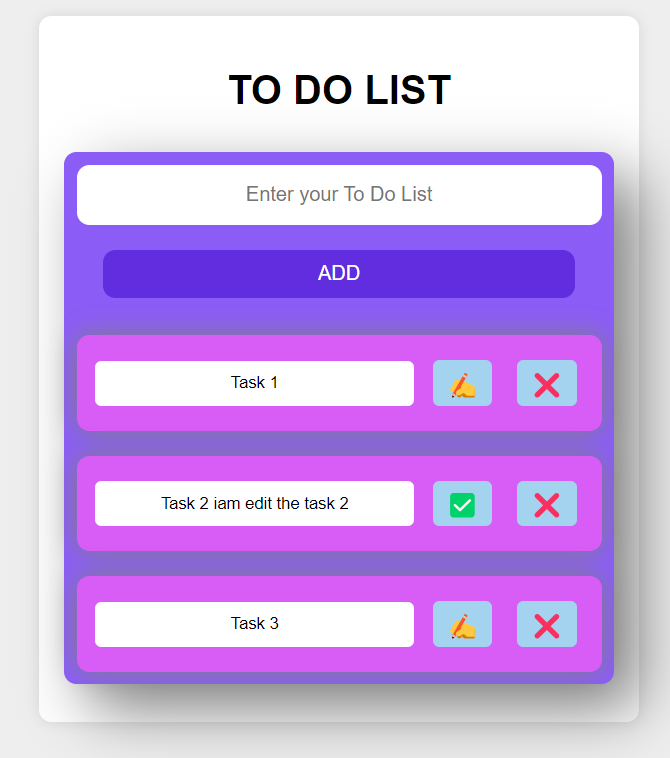 TO DO LIST
Enter your To Do List
ADD
Task 1
Task 2 iam edit the task 2
Task 3